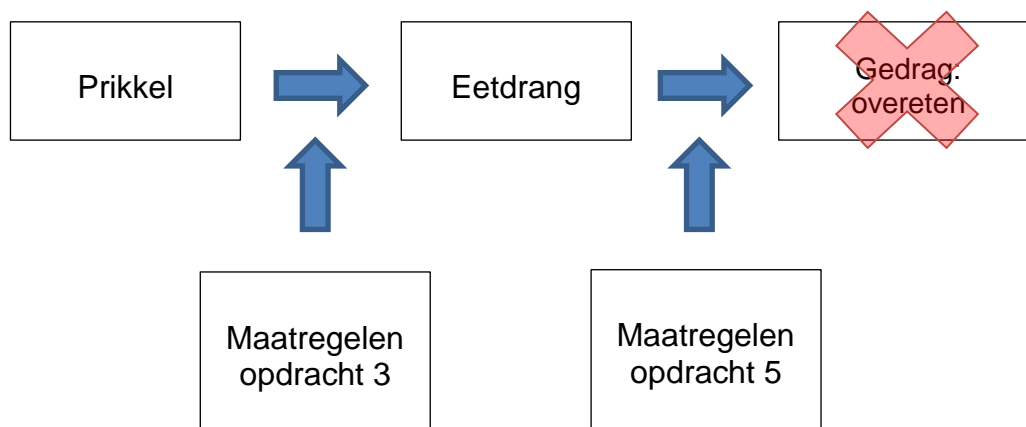 Prikkel
Eetdrang
Gedrag:
overeten
Maatregelen
opdracht 3
Maatregelen
opdracht 5